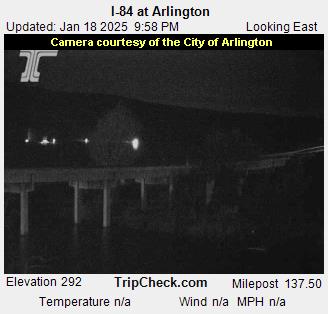 I-84 at Arlington
Updated: Jan 18 2025 9:58 PM Looking East
Camera courtesy of the City of Arlington
Elevation 292 TripCheck.com Milepost 137.50
Temperature n/a Wind n/a MPH n/a